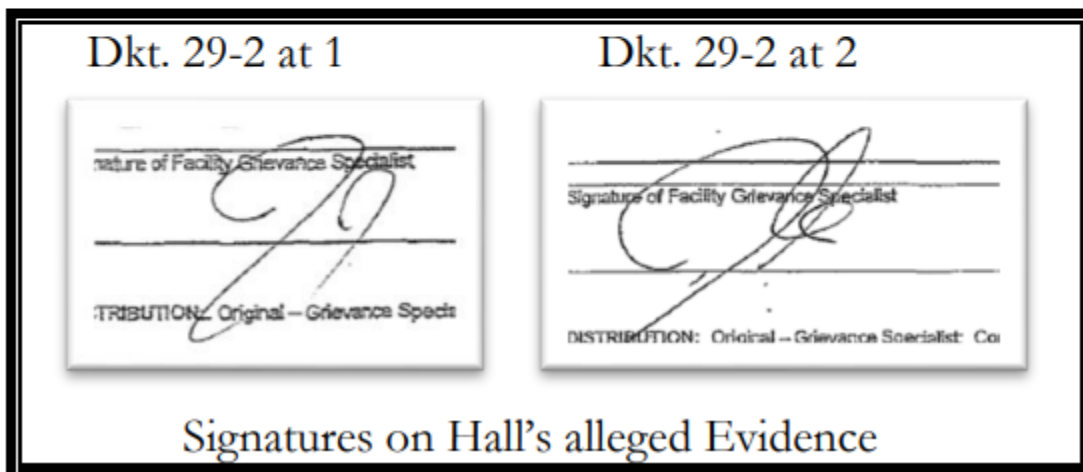 Dkt. 29-2 at 1
Dkt. 29-2 at 2
nature of Facility Grievance Specialist
TRIBUTION: Original – Grievance Specia
Signature of Facility Grievance Specialist
DISTRIBUTION: Original – Grievance Specialist: Co
Signatures on Hall's alleged Evidence